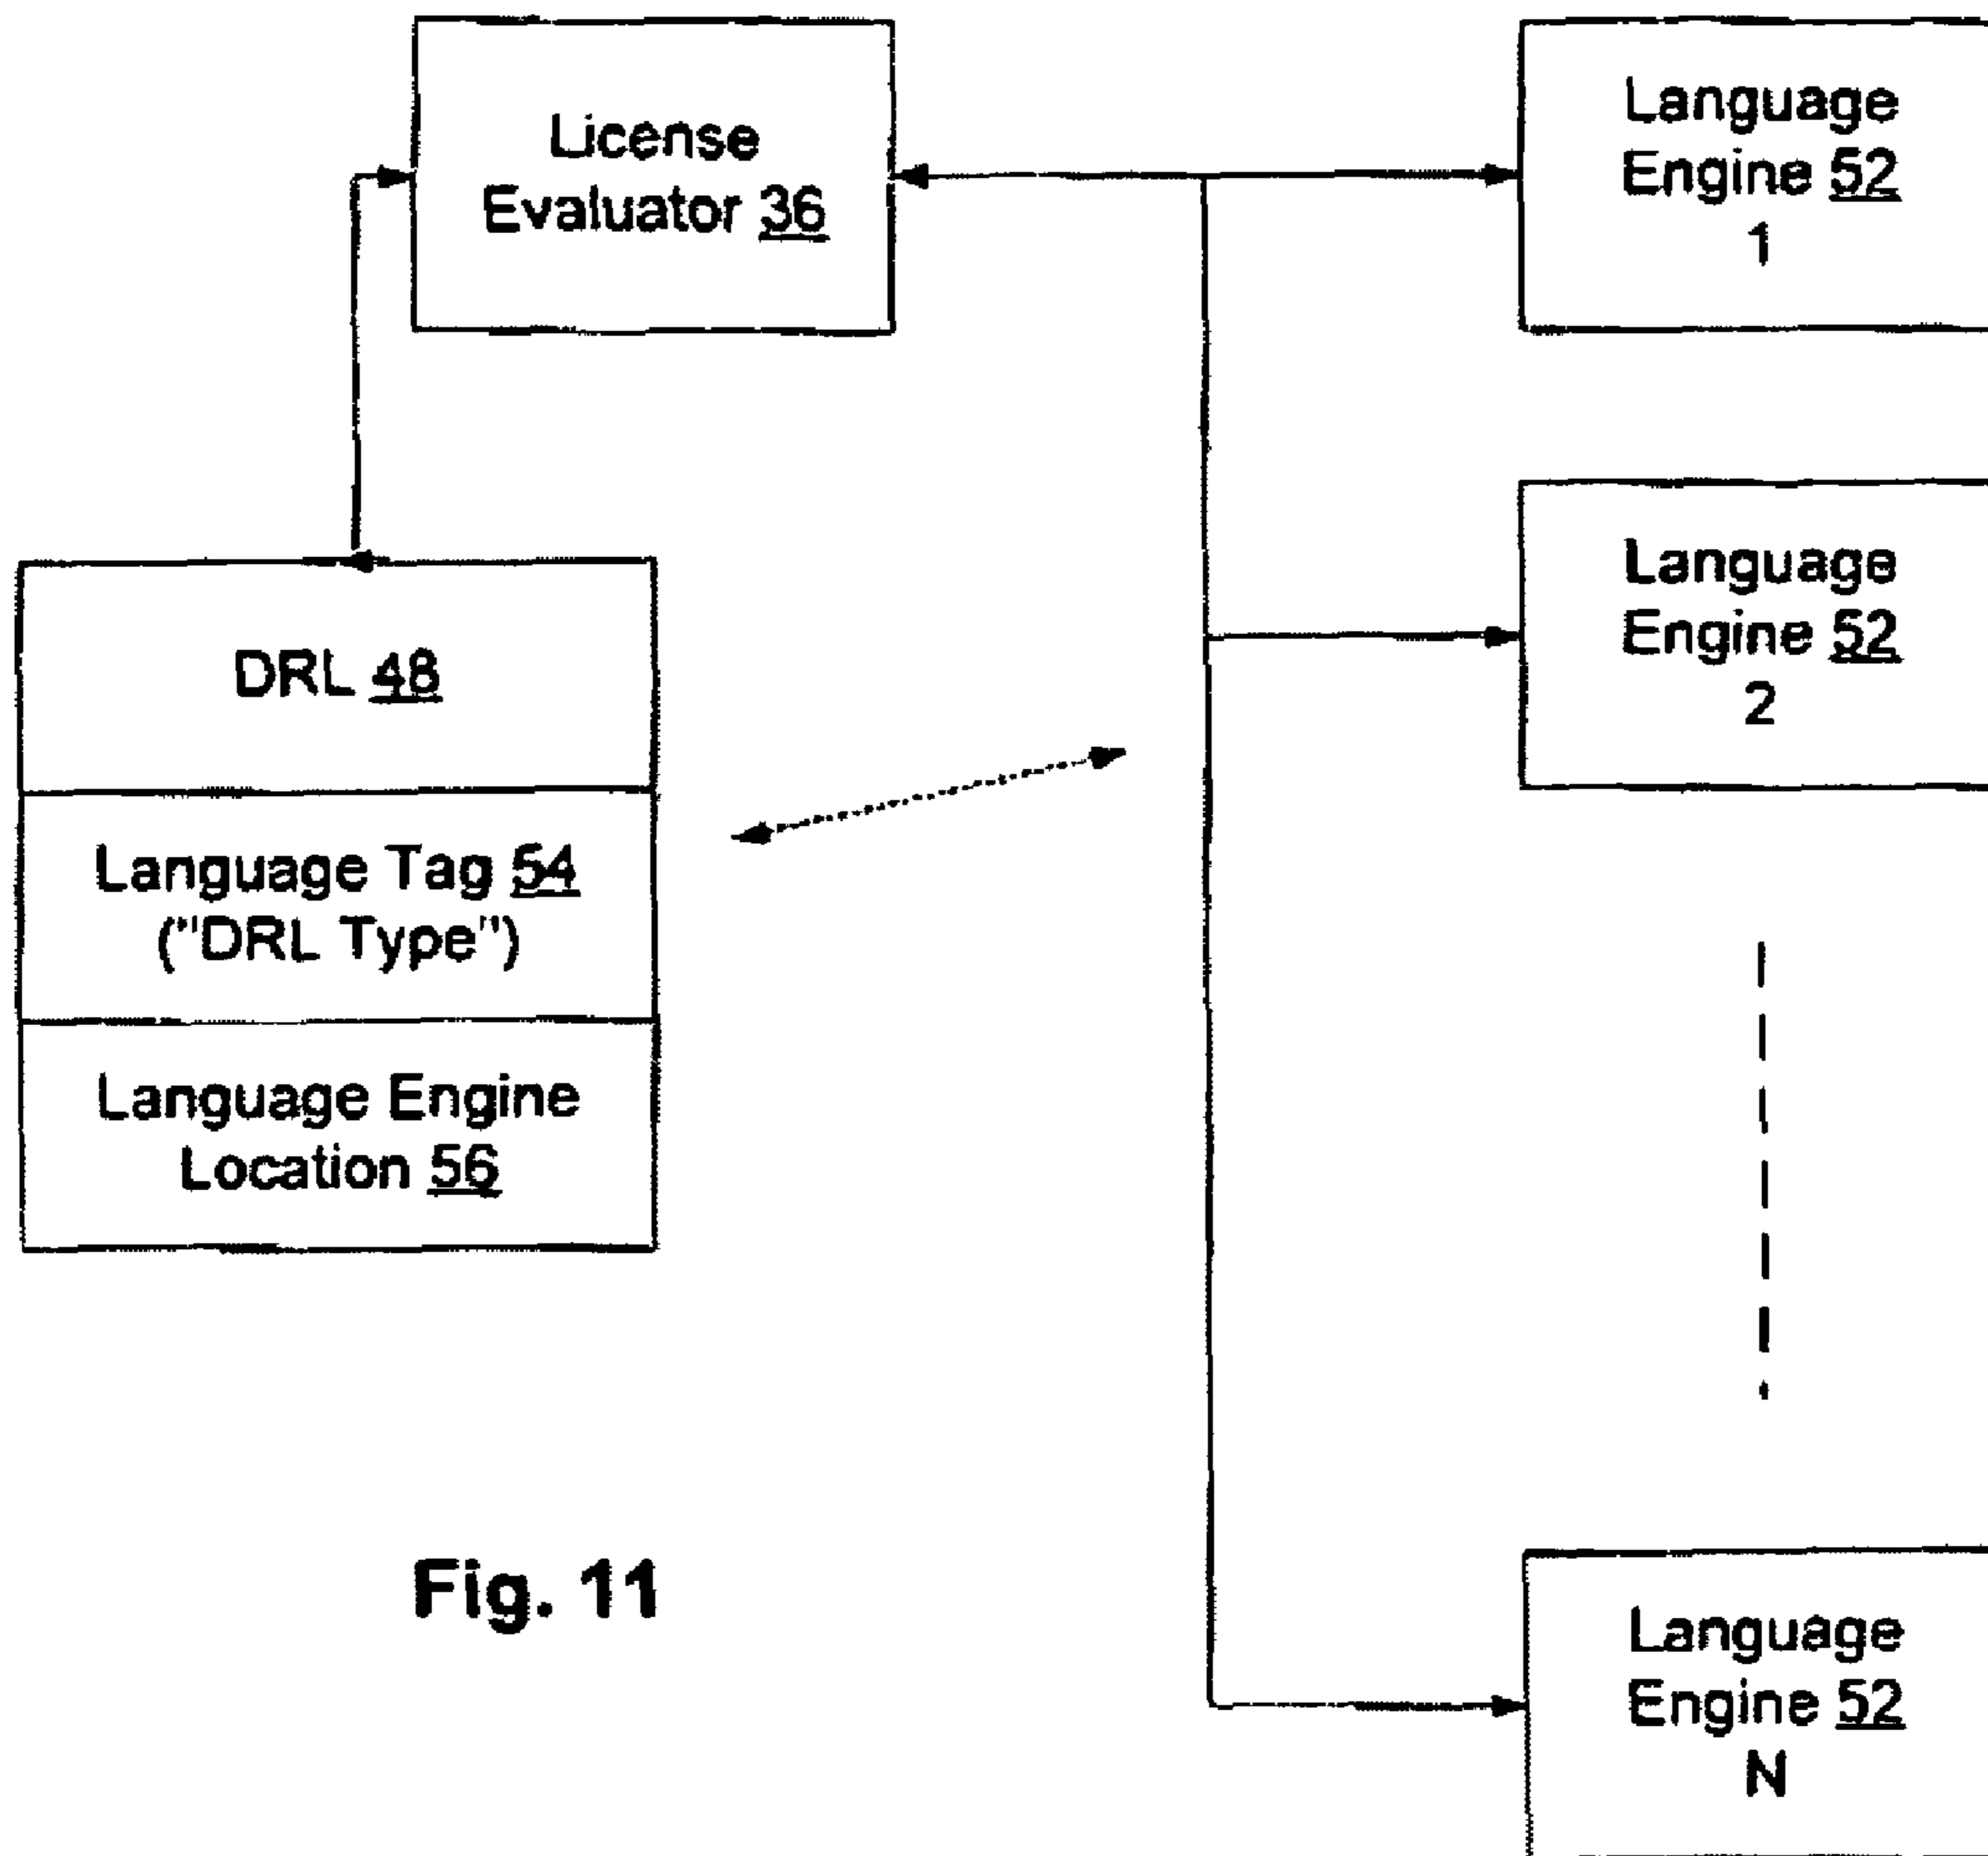 License
Evaluator 36
Language
Engine 52
1
Language
Engine 52
2
DRL 48
Language Tag 54
("DRL Type")
Language Engine
Location 56
Fig. 11
Language
Engine 52
N